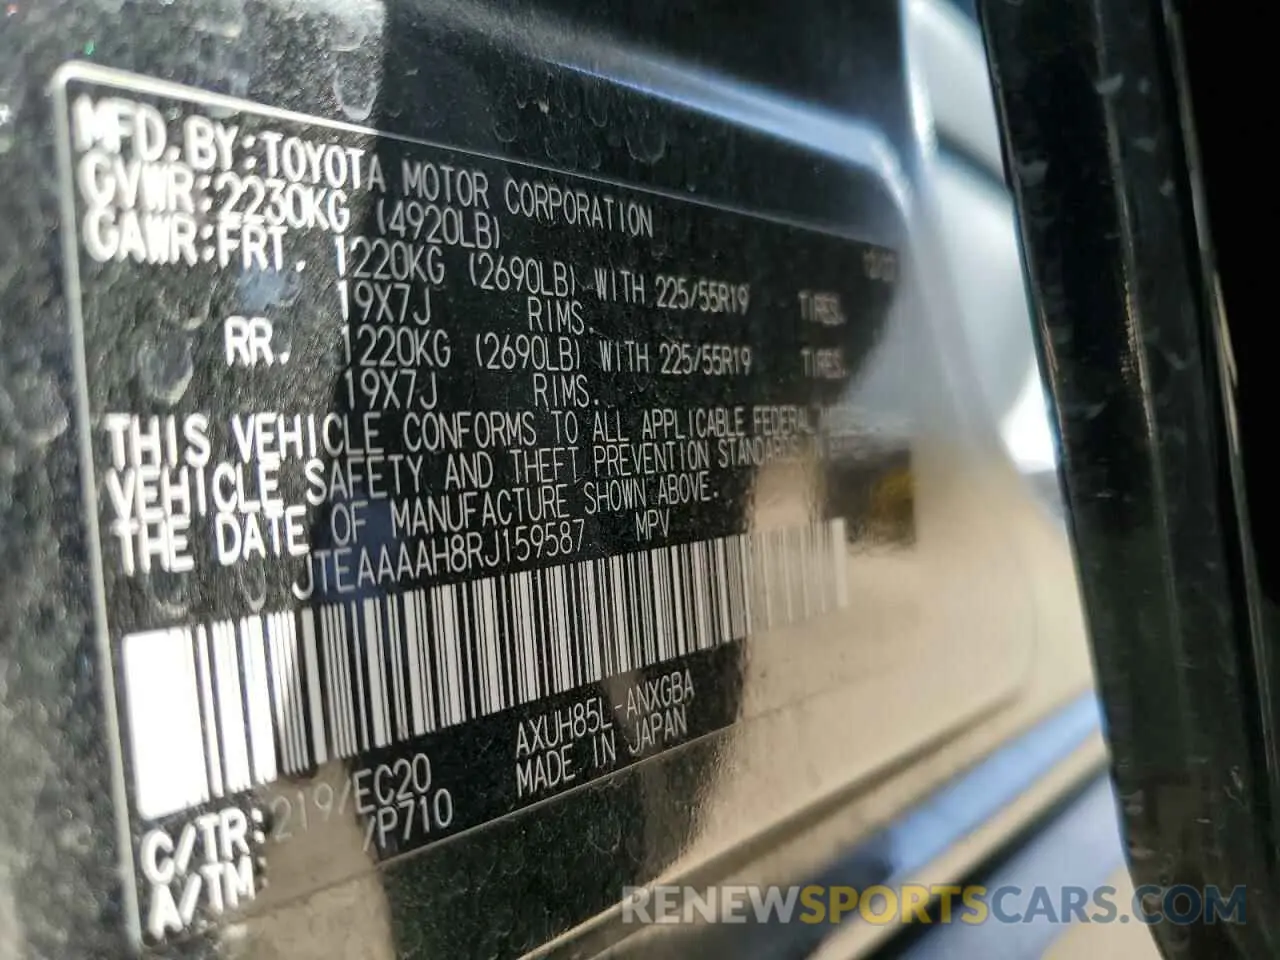 MFD.BY:TOYOTA MOTOR CORPORATION
GVWR:2230KG (4920LB)
GAWR:FRT. 1220KG (2690LB) WITH 225/55R19 TIRES.
19X7J RIMS.
RR. 1220KG (2690LB) WITH 225/55R19 TIRES.
19X7J RIMS.
THIS VEHICLE CONFORMS TO ALL APPLICABLE FEDERAL
VEHICLE SAFETY AND THEFT PREVENTION STANDARDS
THE DATE OF MANUFACTURE SHOWN ABOVE.
JTEAAAAH8RJ159587 MPV
C/TR:219/EC20 AXUH85L-ANXGBA
A/TM: /P710 MADE IN JAPAN
RENEWSPORTSCARS.COM